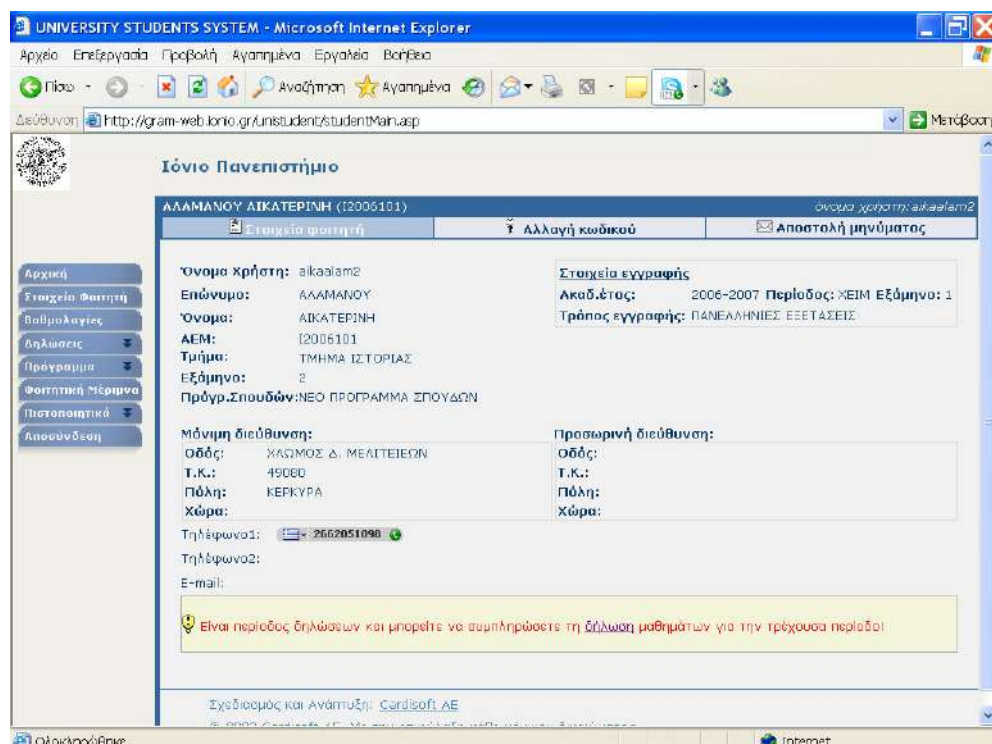 UNIVERSITY STUDENTS SYSTEM - Microsoft Internet Explorer
Αρχείο Επεξεργασία Προβολή Αγαπημένα Εργαλεία Βοήθεια
Πίσω Αναζήτηση Αγαπημένα
Διεύθυνση http://gram-web.ionio.gr/unistudent/studentMain.asp Μετάβαση
Ιόνιο Πανεπιστήμιο
ΑΛΑΜΑΝΟΥ ΑΙΚΑΤΕΡΙΝΗ (Ι2006101) όνομα χρήστη: aikaalam2
Στοιχεία φοιτητή Αλλαγή κωδικού Αποστολή μηνύματος
Αρχική
Στοιχεία Φοιτητή
Βαθμολογίες
Δηλώσεις
Πρόγραμμα
Φοιτητική Μέριμνα
Πιστοποιητικά
Αποσύνδεση
Όνομα Χρήστη: aikaalam2
Επώνυμο: ΑΛΑΜΑΝΟΥ
Όνομα: ΑΙΚΑΤΕΡΙΝΗ
ΑΕΜ: Ι2006101
Τμήμα: ΤΜΗΜΑ ΙΣΤΟΡΙΑΣ
Εξάμηνο: 2
Πρόγρ.Σπουδών:ΝΕΟ ΠΡΟΓΡΑΜΜΑ ΣΠΟΥΔΩΝ
Στοιχεία εγγραφής
Ακαδ.έτος: 2006-2007 Περίοδος: ΧΕΙΜ Εξάμηνο: 1
Τρόπος εγγραφής: ΠΑΝΕΛΛΗΝΙΕΣ ΕΞΕΤΑΣΕΙΣ
Μόνιμη διεύθυνση:
Οδός: ΧΛΩΜΟΣ Δ. ΜΕΛΙΤΕΙΕΩΝ
Τ.Κ.: 49080
Πόλη: ΚΕΡΚΥΡΑ
Χώρα:
Προσωρινή διεύθυνση:
Οδός:
Τ.Κ.:
Πόλη:
Χώρα:
Τηλέφωνο1: 2662051098
Τηλέφωνο2:
E-mail:
Είναι περίοδος δηλώσεων και μπορείτε να συμπληρώσετε τη δήλωση μαθημάτων για την τρέχουσα περίοδο!
Σχεδιασμός και Ανάπτυξη: Cardisoft AE
Ολοκληρώθηκε Internet